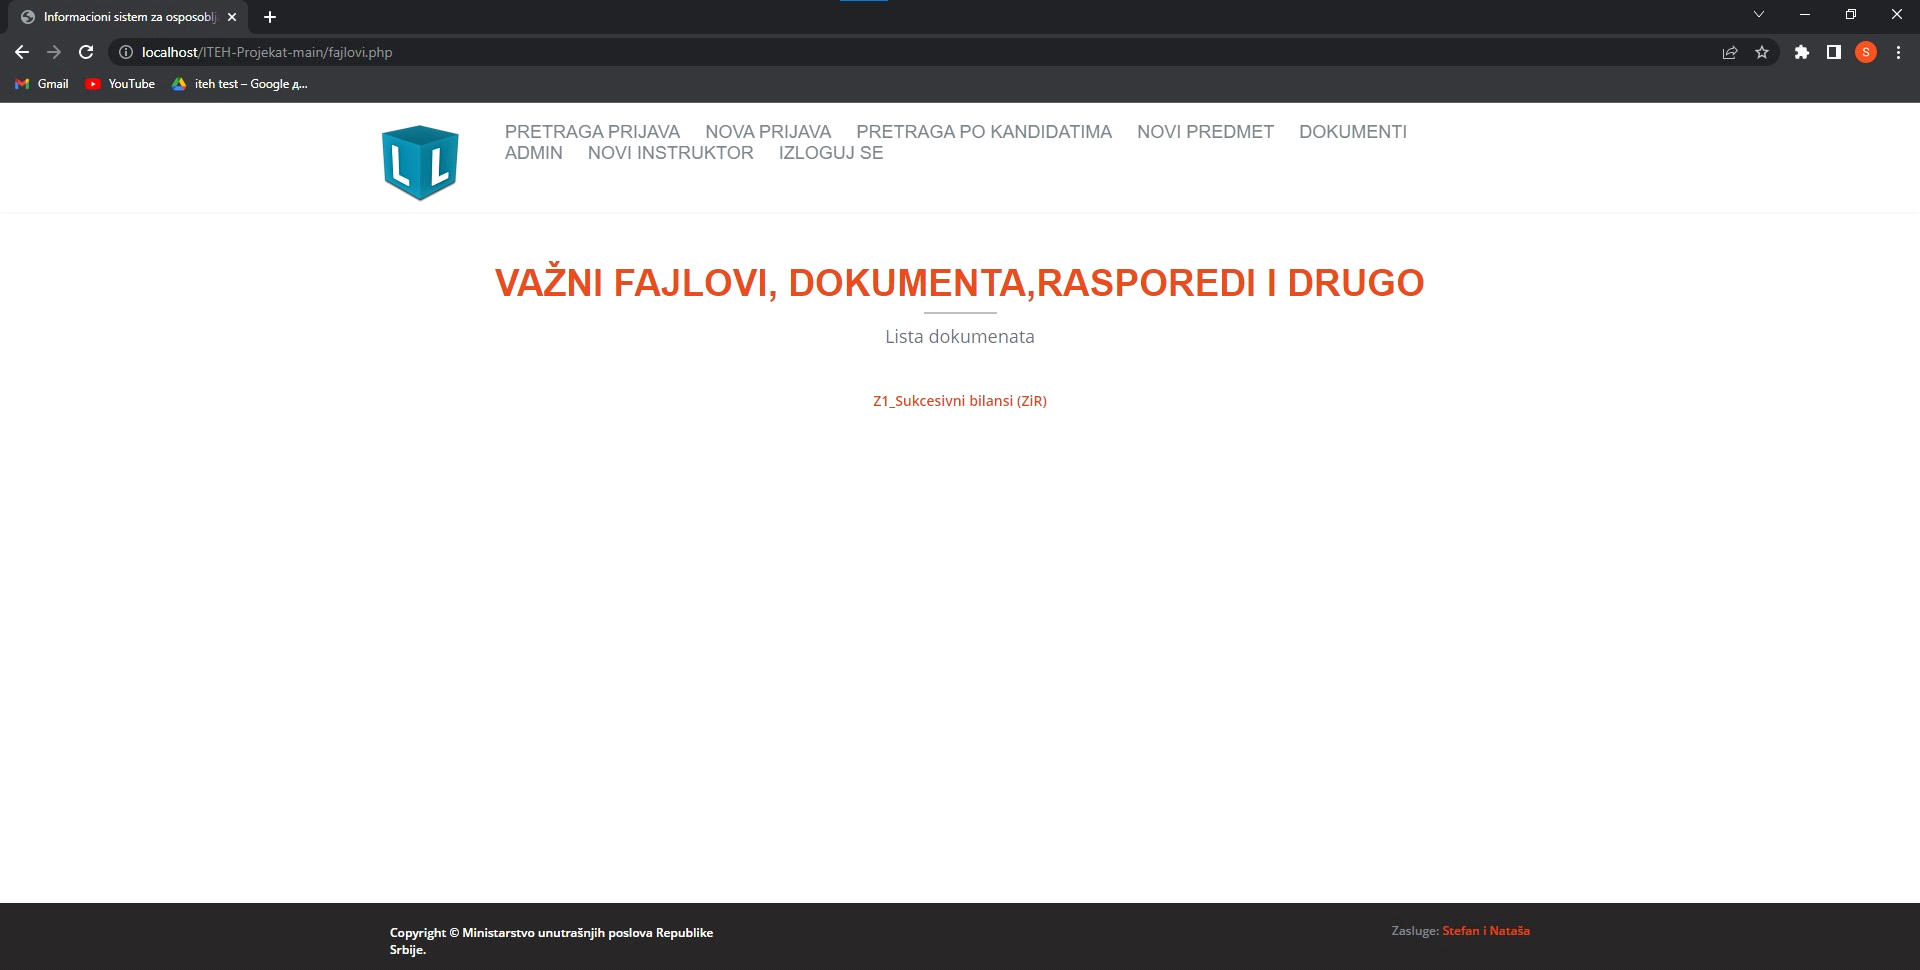 Informacioni sistem za osposoblj
localhost/ITEH-Projekat-main/fajlovi.php
S
Gmail YouTube iteh test – Google д...
LL
PRETRAGA PRIJAVA NOVA PRIJAVA PRETRAGA PO KANDIDATIMA NOVI PREDMET DOKUMENTI
ADMIN NOVI INSTRUKTOR IZLOGUJ SE
VAŽNI FAJLOVI, DOKUMENTA,RASPOREDI I DRUGO
Lista dokumenata
Z1_Sukcesivni bilansi (ZiR)
Copyright © Ministarstvo unutrašnjih poslova Republike
Srbije.
Zasluge: Stefan i Nataša